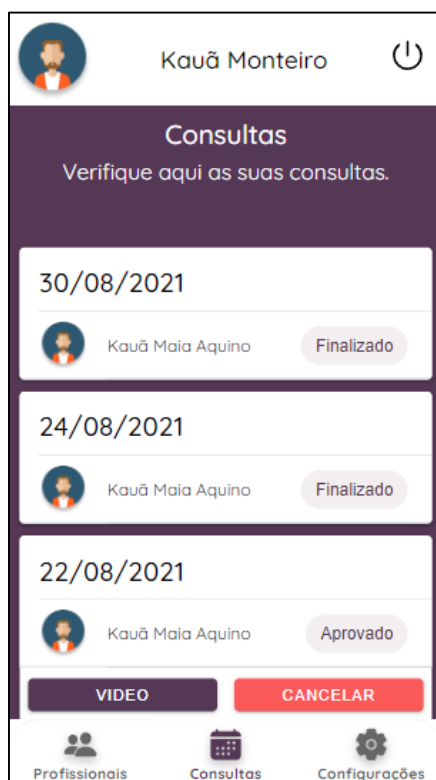 Kauã Monteiro
Consultas
Verifique aqui as suas consultas.
30/08/2021
Kauã Maia Aquino Finalizado
24/08/2021
Kauã Maia Aquino Finalizado
22/08/2021
Kauã Maia Aquino Aprovado
VIDEO CANCELAR
Profissionais Consultas Configurações